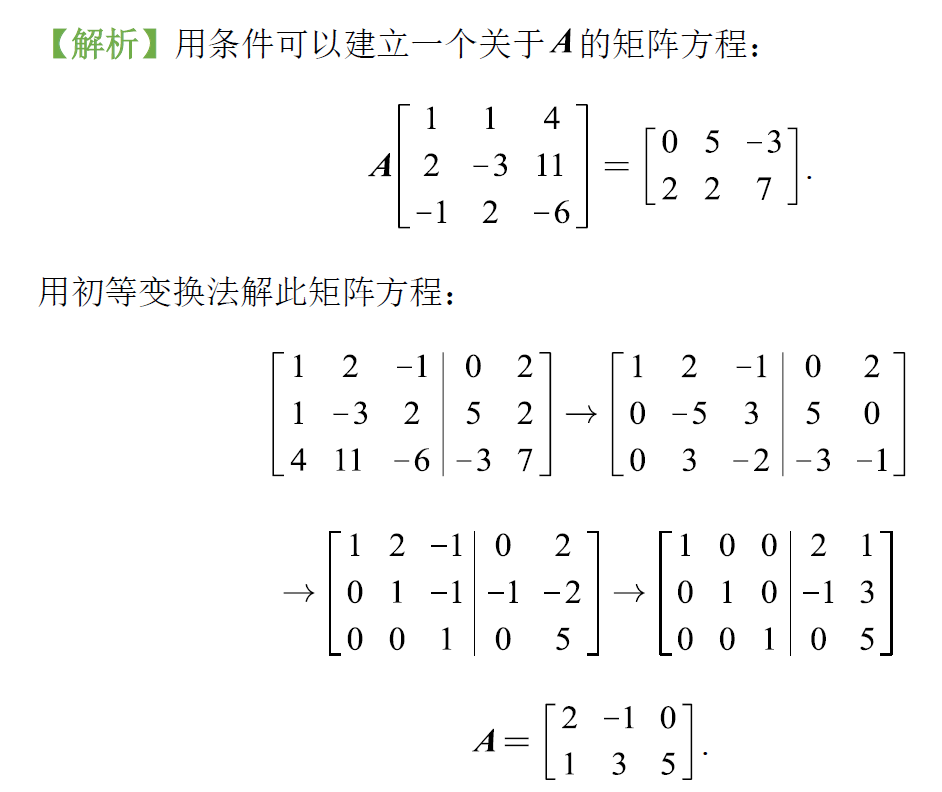 【解析】用条件可以建立一个关于 A 的矩阵方程：
A[1 1 4; 2 −3 11; −1 2 −6] = [0 5 −3; 2 2 7].
用初等变换法解此矩阵方程：
[1 2 −1 | 0 2; 1 −3 2 | 5 2; 4 11 −6 | −3 7] → [1 2 −1 | 0 2; 0 −5 3 | 5 0; 0 3 −2 | −3 −1]
→ [1 2 −1 | 0 2; 0 1 −1 | −1 −2; 0 0 1 | 0 5] → [1 0 0 | 2 1; 0 1 0 | −1 3; 0 0 1 | 0 5]
A = [2 −1 0; 1 3 5].